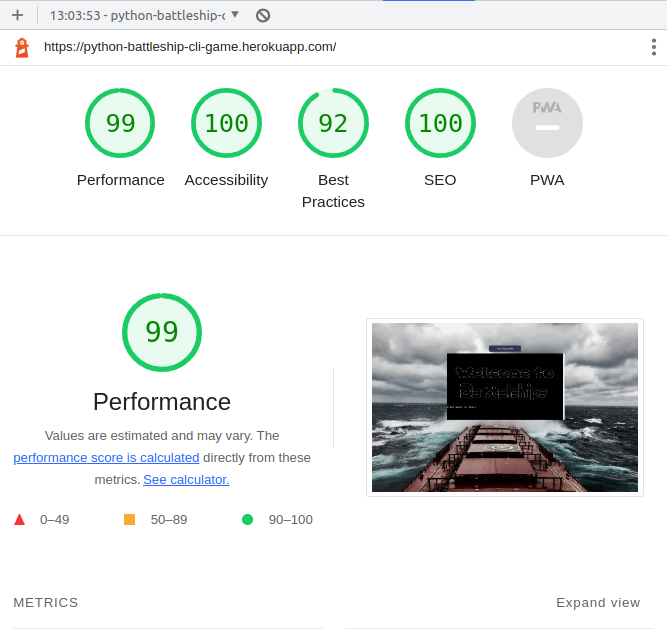 13:03:53 - python-battleship-c
https://python-battleship-cli-game.herokuapp.com/
99 100 92 100 PWA
Performance Accessibility Best Practices SEO PWA
99
Performance
Values are estimated and may vary. The
performance score is calculated directly from these
metrics. See calculator.
0–49 50–89 90–100
Welcome to
Battelships
METRICS Expand view